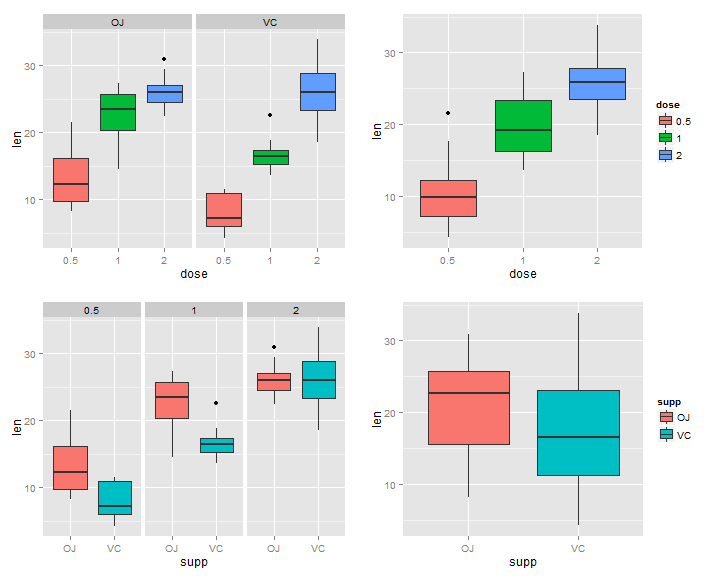 OJ VC
len
30
20
10
0.5 1 2 0.5 1 2
dose
len
30
20
10
0.5 1 2
dose
dose
0.5
1
2
0.5 1 2
len
30
20
10
OJ VC OJ VC OJ VC
supp
len
30
20
10
OJ VC
supp
supp
OJ
VC